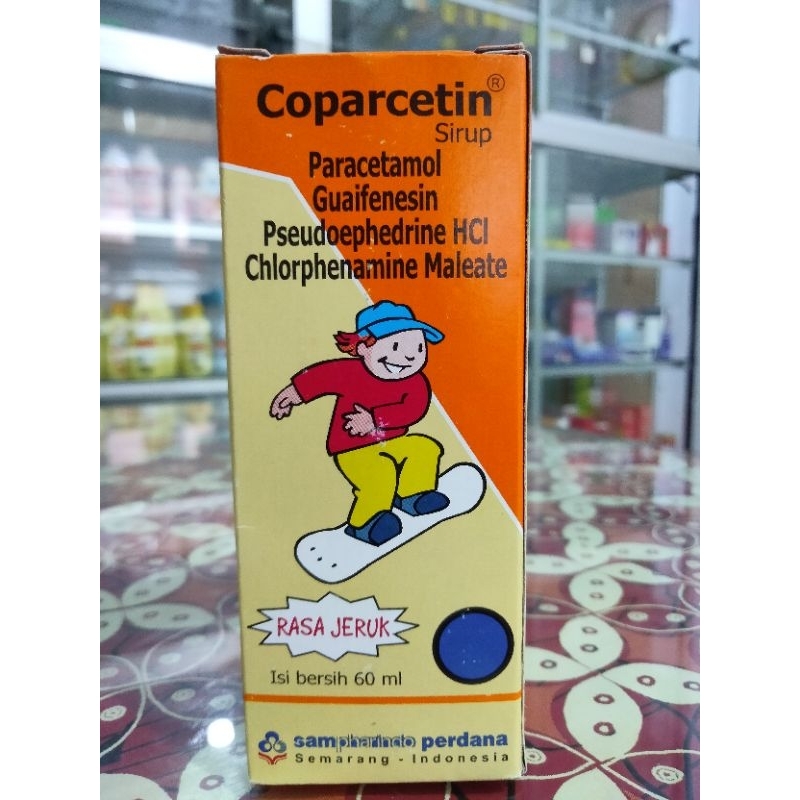 Coparcetin®
Sirup
Paracetamol
Guaifenesin
Pseudoephedrine HCl
Chlorphenamine Maleate
RASA JERUK
Isi bersih 60 ml
sampharindo perdana
Semarang - Indonesia